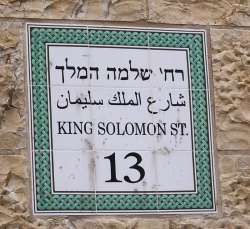 רח' שלמה המלך
شارع الملك سليمان
KING SOLOMON ST.
13